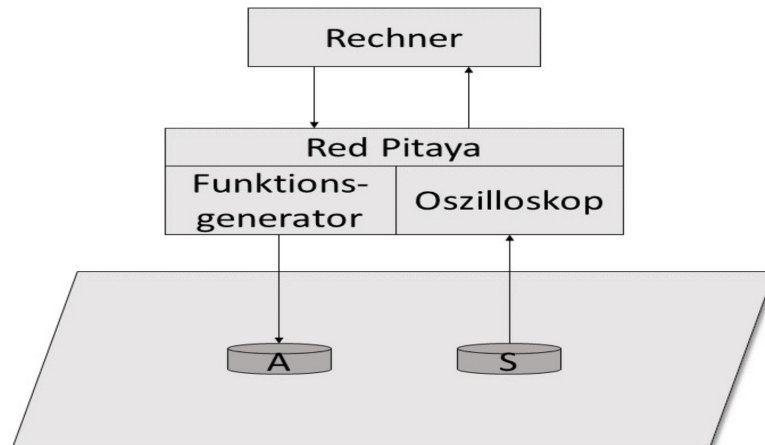 Rechner
Red Pitaya
Funktions-
generator
Oszilloskop
A
S